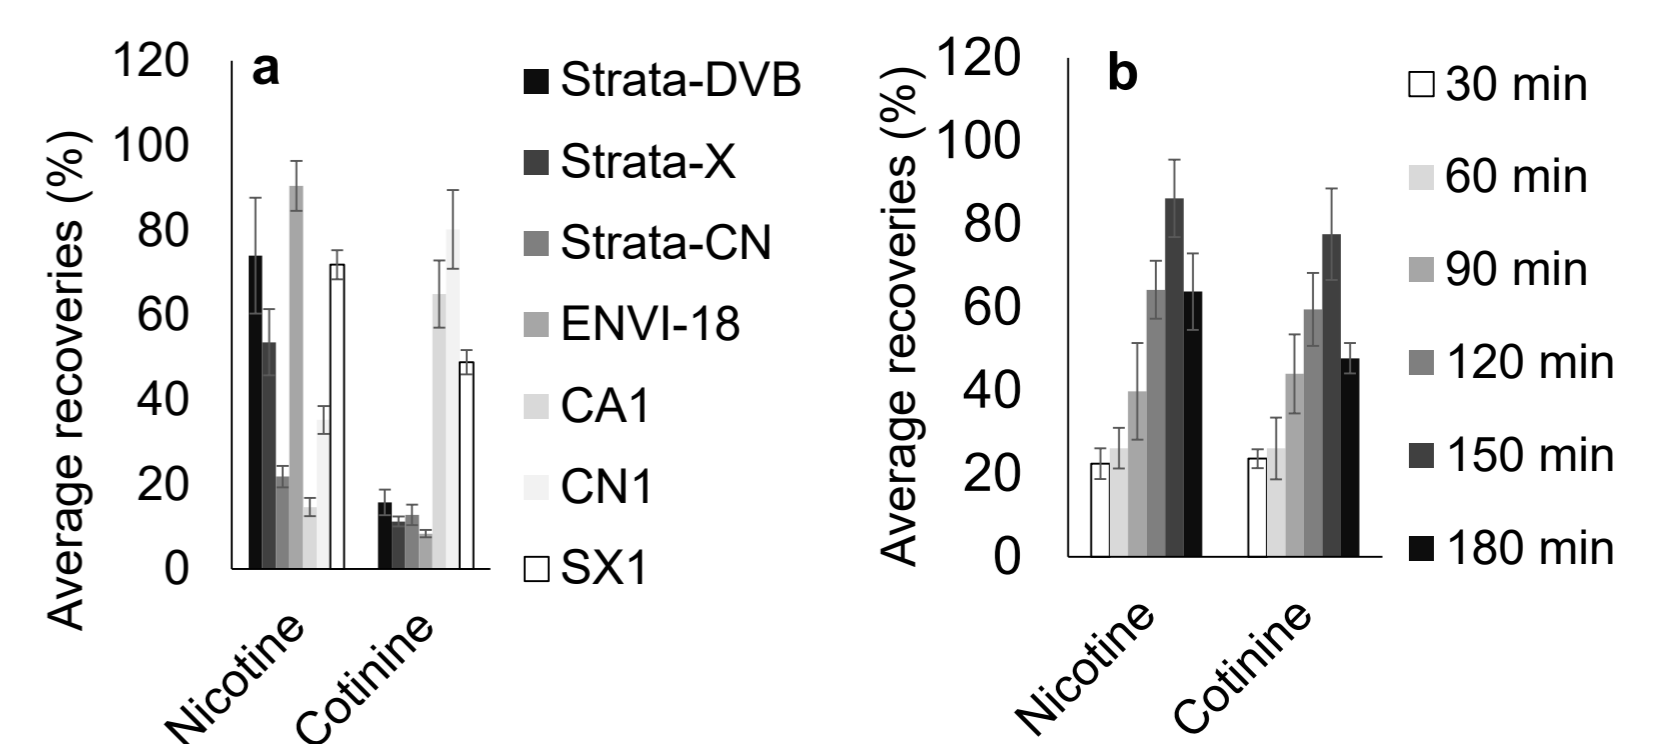 a
Average recoveries (%)
120
100
80
60
40
20
0
Nicotine
Cotinine
Strata-DVB
Strata-X
Strata-CN
ENVI-18
CA1
CN1
SX1
b
Average recoveries (%)
120
100
80
60
40
20
0
Nicotine
Cotinine
30 min
60 min
90 min
120 min
150 min
180 min